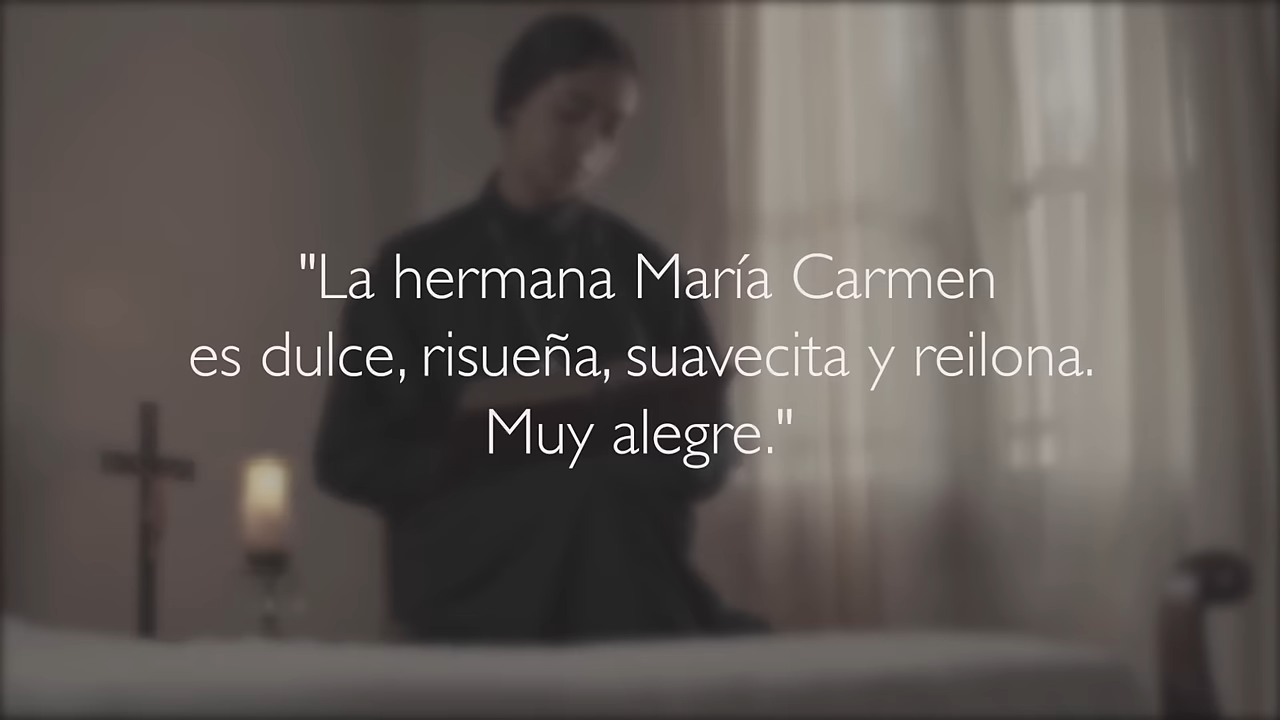 "La hermana María Carmen
es dulce, risueña, suavecita y reilona.
Muy alegre."